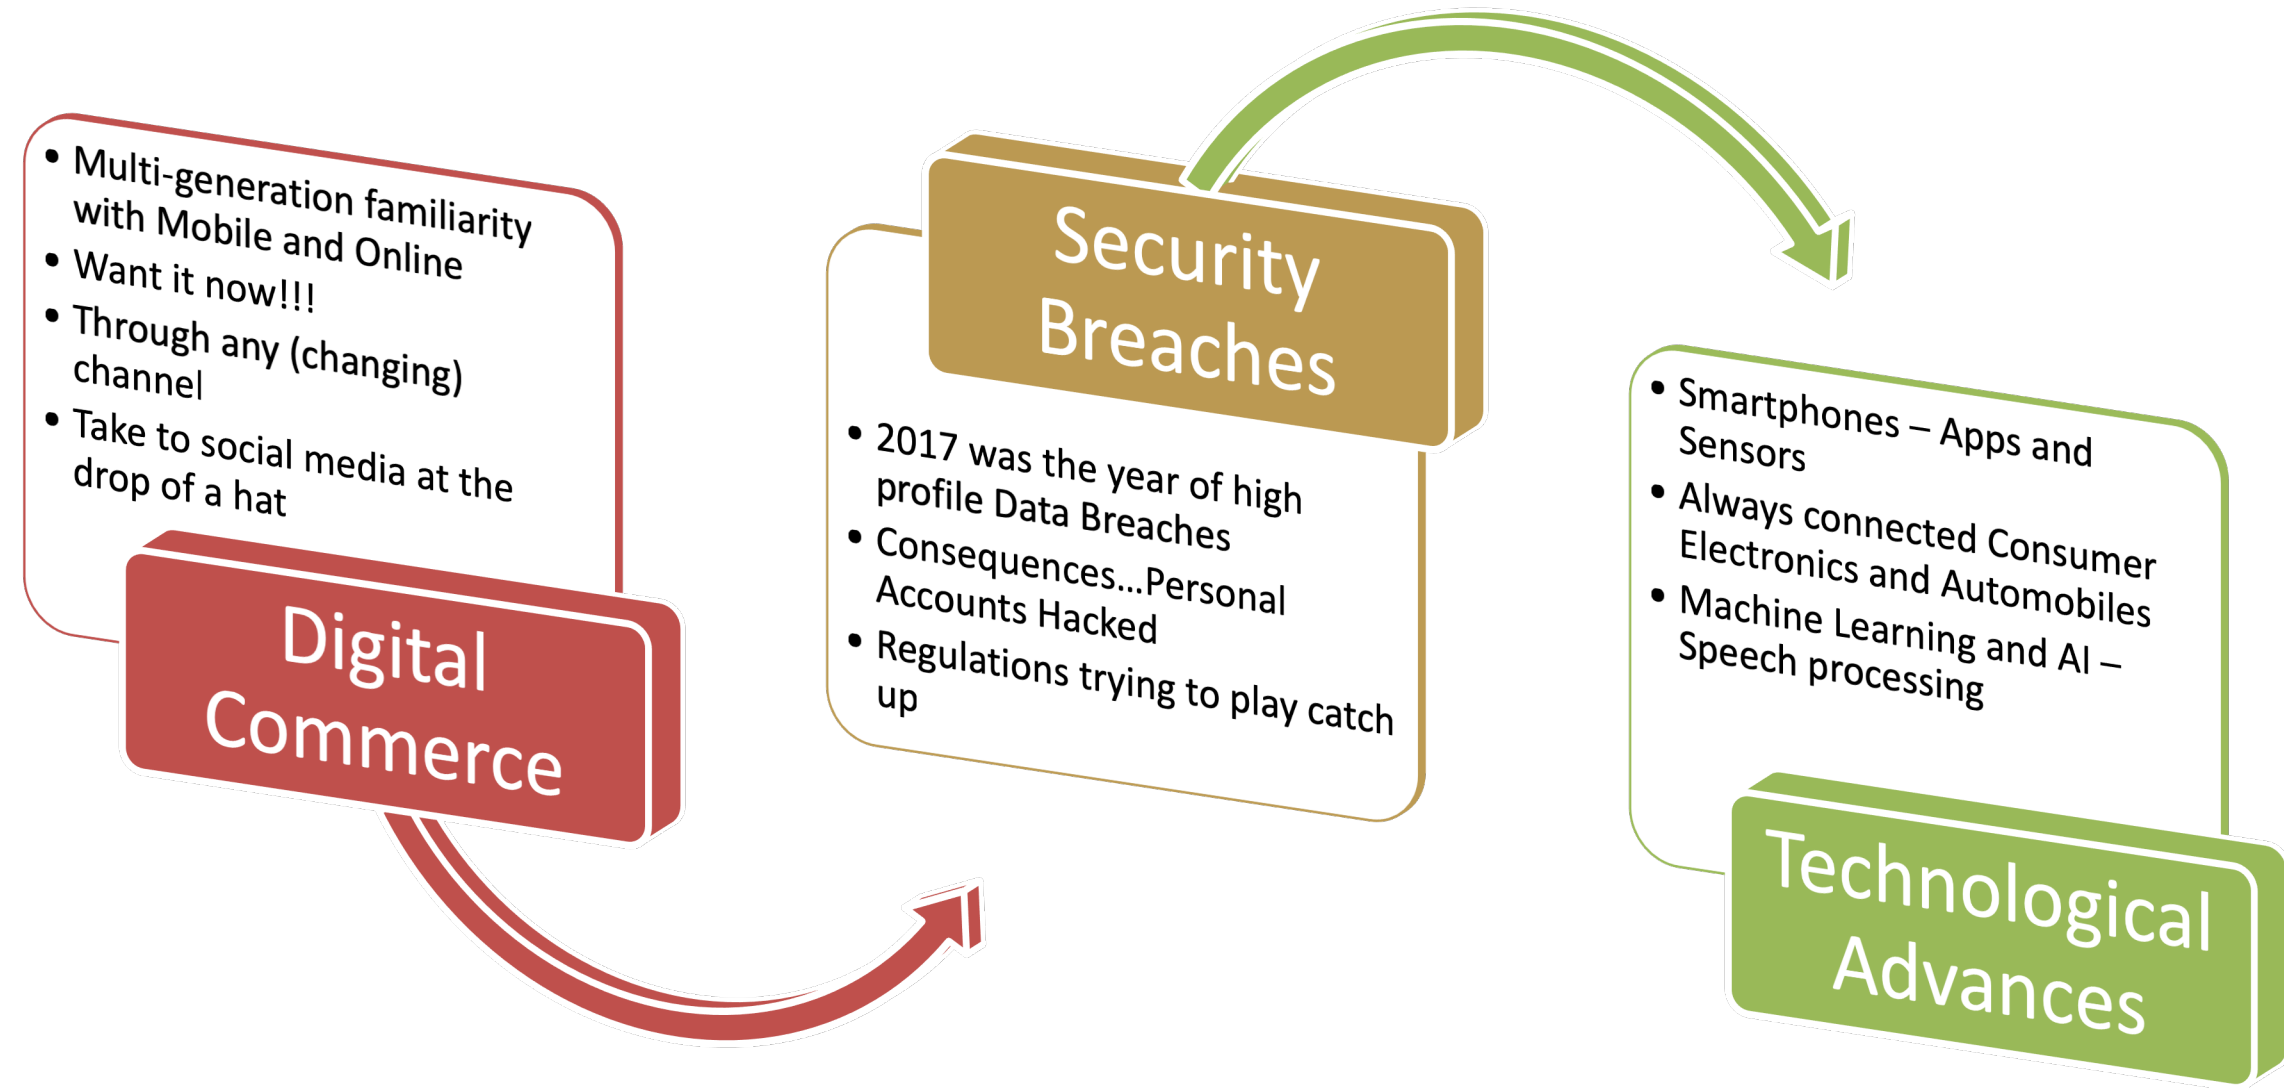 • Multi-generation familiarity
with Mobile and Online
• Want it now!!!
• Through any (changing)
channel
• Take to social media at the
drop of a hat
Digital
Commerce
Security
Breaches
• 2017 was the year of high
profile Data Breaches
• Consequences...Personal
Accounts Hacked
• Regulations trying to play catch
up
• Smartphones – Apps and
Sensors
• Always connected Consumer
Electronics and Automobiles
• Machine Learning and AI –
Speech processing
Technological
Advances